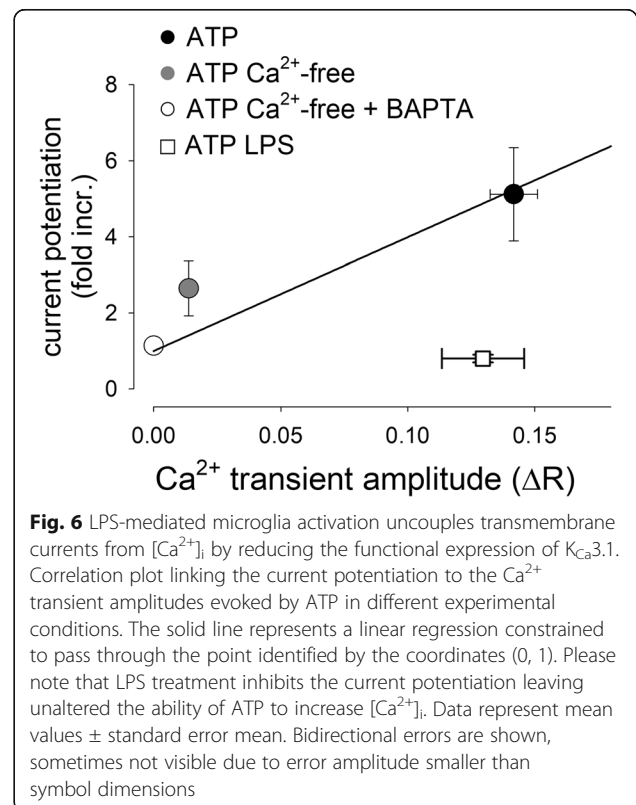 ATP
ATP Ca²⁺-free
ATP Ca²⁺-free + BAPTA
ATP LPS
current potentiation
(fold incr.)
8
6
4
2
0
0.00 0.05 0.10 0.15
Ca²⁺ transient amplitude (ΔR)
Fig. 6 LPS-mediated microglia activation uncouples transmembrane
currents from [Ca²⁺]ᵢ by reducing the functional expression of K_Ca3.1.
Correlation plot linking the current potentiation to the Ca²⁺
transient amplitudes evoked by ATP in different experimental
conditions. The solid line represents a linear regression constrained
to pass through the point identified by the coordinates (0, 1). Please
note that LPS treatment inhibits the current potentiation leaving
unaltered the ability of ATP to increase [Ca²⁺]ᵢ. Data represent mean
values ± standard error mean. Bidirectional errors are shown,
sometimes not visible due to error amplitude smaller than
symbol dimensions